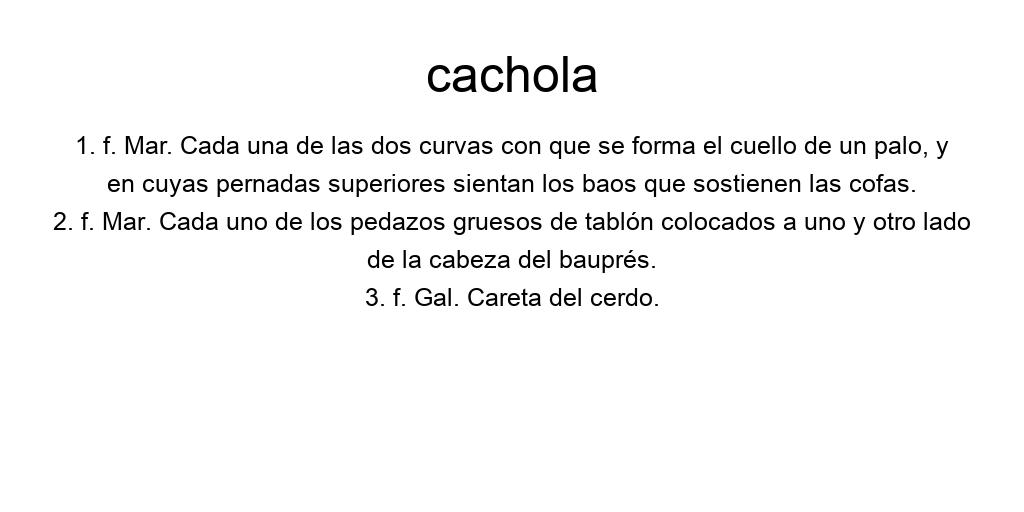 cachola
1. f. Mar. Cada una de las dos curvas con que se forma el cuello de un palo, y
en cuyas pernadas superiores sientan los baos que sostienen las cofas.
2. f. Mar. Cada uno de los pedazos gruesos de tablón colocados a uno y otro lado
de la cabeza del bauprés.
3. f. Gal. Careta del cerdo.